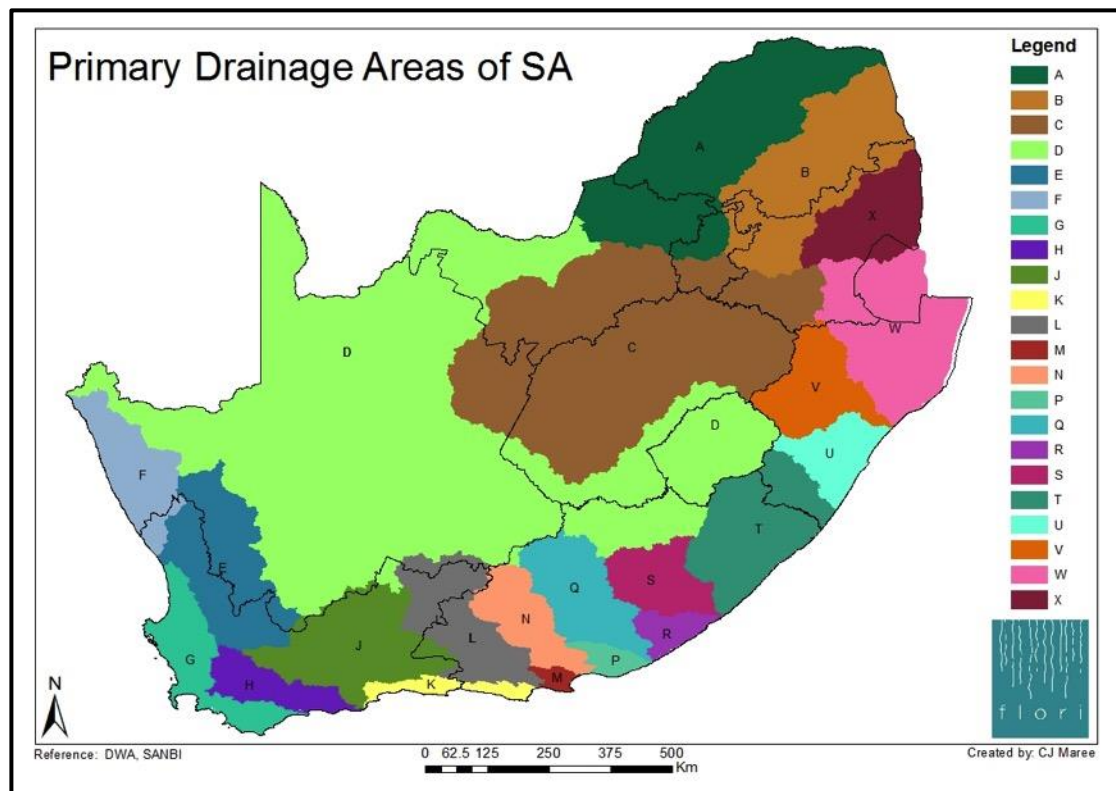 Primary Drainage Areas of SA
Legend
A
B
C
D
E
F
G
H
J
K
L
M
N
P
Q
R
S
T
U
V
W
X
A
B
X
W
C
D
V
D
U
T
F
E
S
Q
N
R
L
J
G
P
M
K
H
N
flori
Reference: DWA, SANBI
0 62.5 125 250 375 500
Km
Created by: CJ Maree